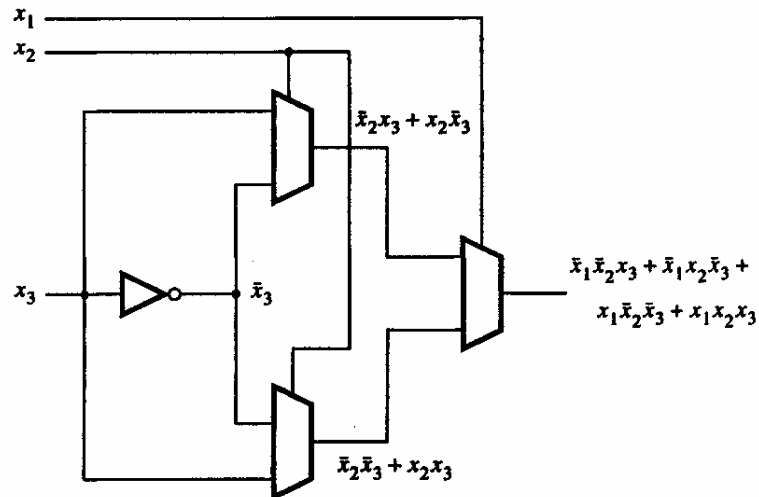 x₁
x₂
x̄₂x₃ + x₂x̄₃
x̄₁x̄₂x₃ + x̄₁x₂x̄₃ +
x₃
x̄₃
x₁x̄₂x̄₃ + x₁x₂x₃
x̄₂x̄₃ + x₂x₃